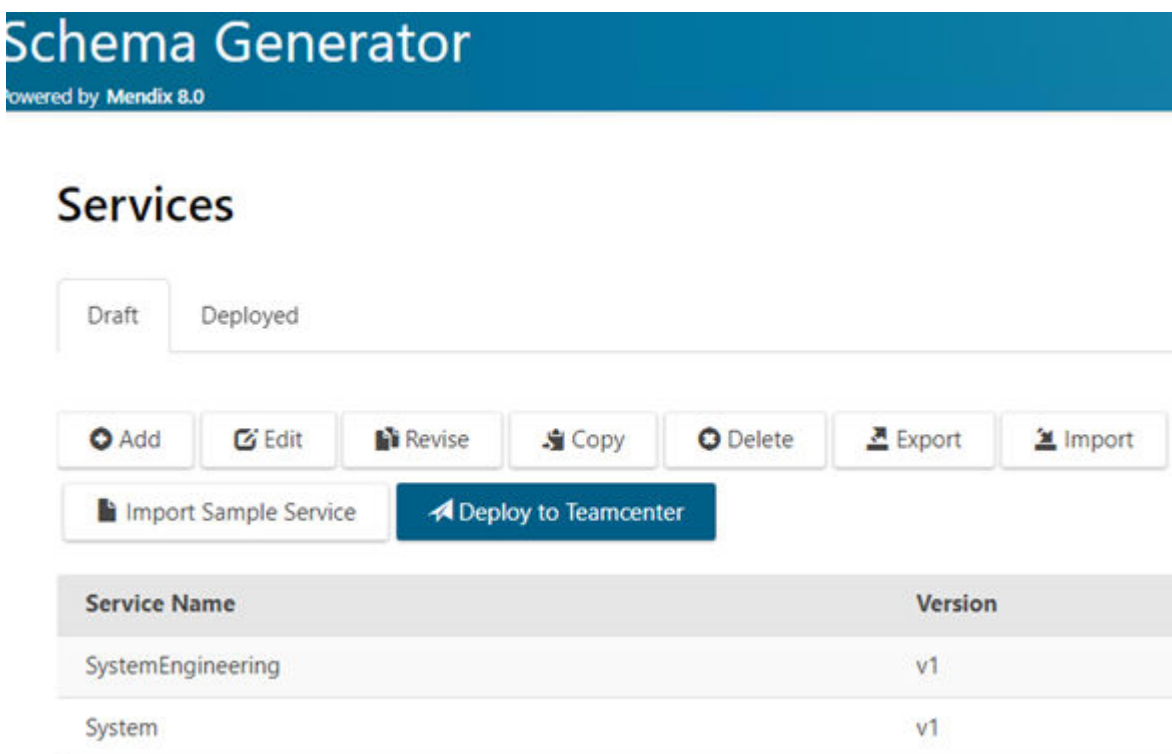 Schema Generator
Powered by Mendix 8.0
Services
Draft Deployed
Add Edit Revise Copy Delete Export Import
Import Sample Service Deploy to Teamcenter
Service Name Version
SystemEngineering v1
System v1